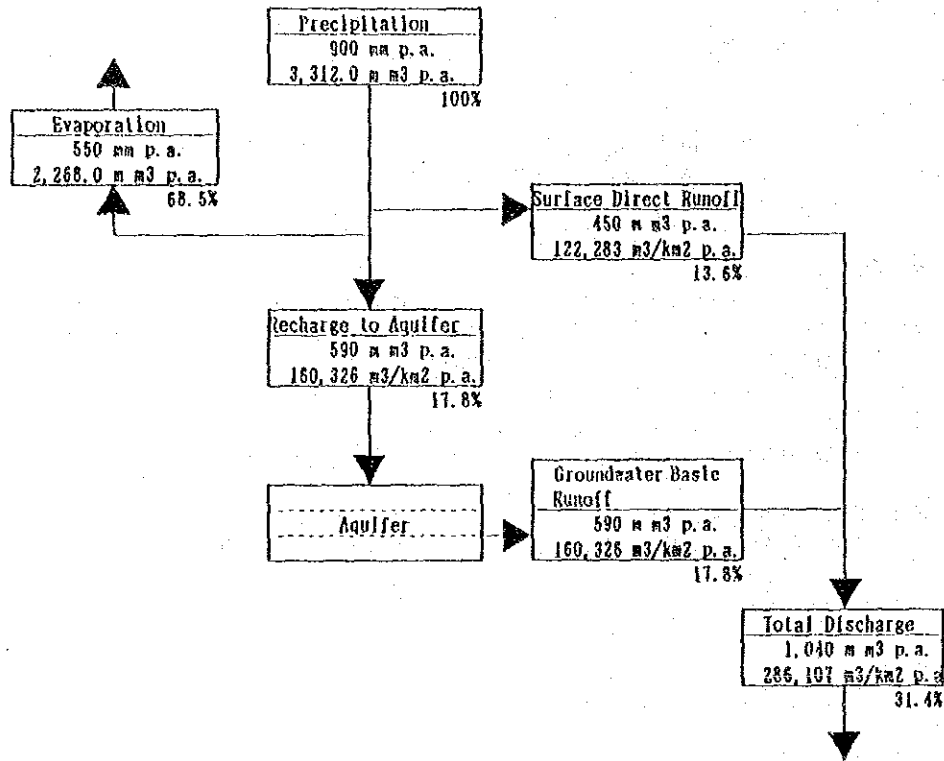 Precipitation
900 mm p.a.
3,312.0 m m3 p.a.
100%
Evaporation
550 mm p.a.
2,268.0 m m3 p.a.
68.5%
Surface Direct Runoff
450 m m3 p.a.
122,283 m3/km2 p.a.
13.6%
Recharge to Aquifer
590 m m3 p.a.
160,326 m3/km2 p.a.
17.8%
Aquifer
Groundwater Basic
Runoff
590 m m3 p.a.
160,326 m3/km2 p.a.
17.8%
Total Discharge
1,040 m m3 p.a.
286,107 m3/km2 p.a
31.4%